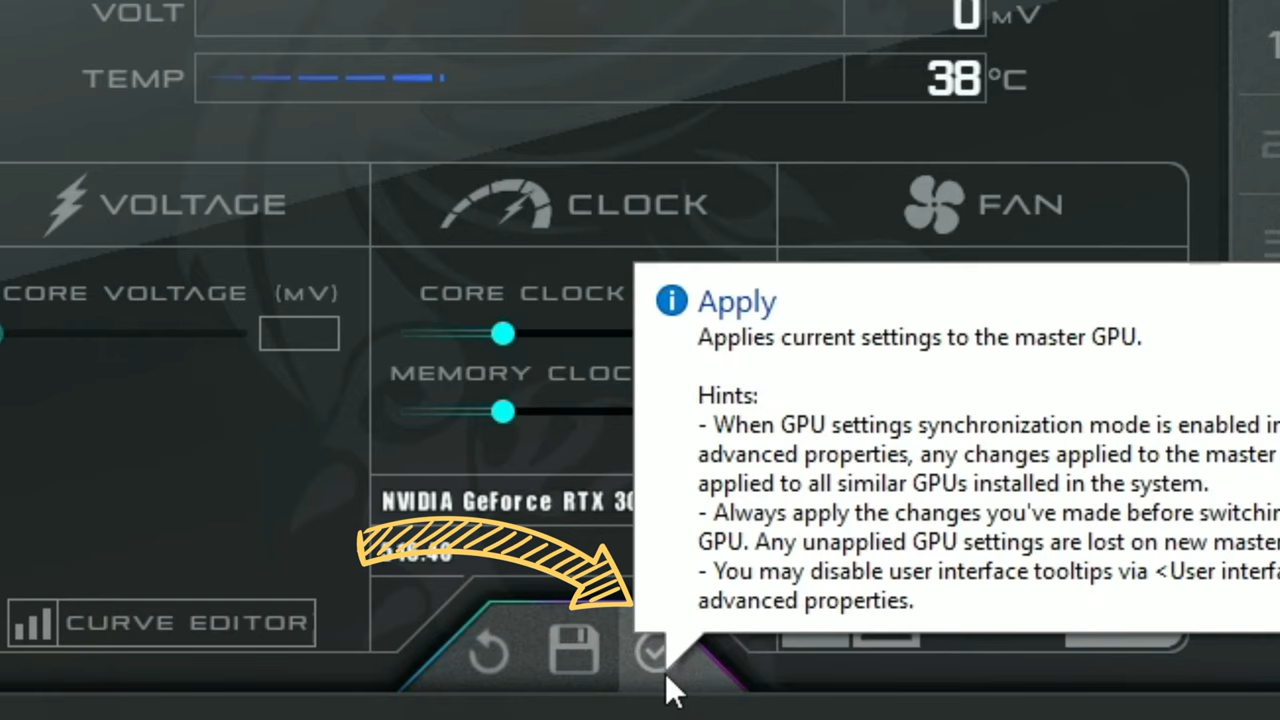 VOLT 0 MV
TEMP 38 °C
VOLTAGE CLOCK FAN
CORE VOLTAGE (MV) CORE CLOCK
MEMORY CLOC
i Apply
Applies current settings to the master GPU.
Hints:
- When GPU settings synchronization mode is enabled in
advanced properties, any changes applied to the master
applied to all similar GPUs installed in the system.
- Always apply the changes you've made before switchin
GPU. Any unapplied GPU settings are lost on new master
- You may disable user interface tooltips via <User interfa
advanced properties.
NVIDIA GeForce RTX 30
CURVE EDITOR